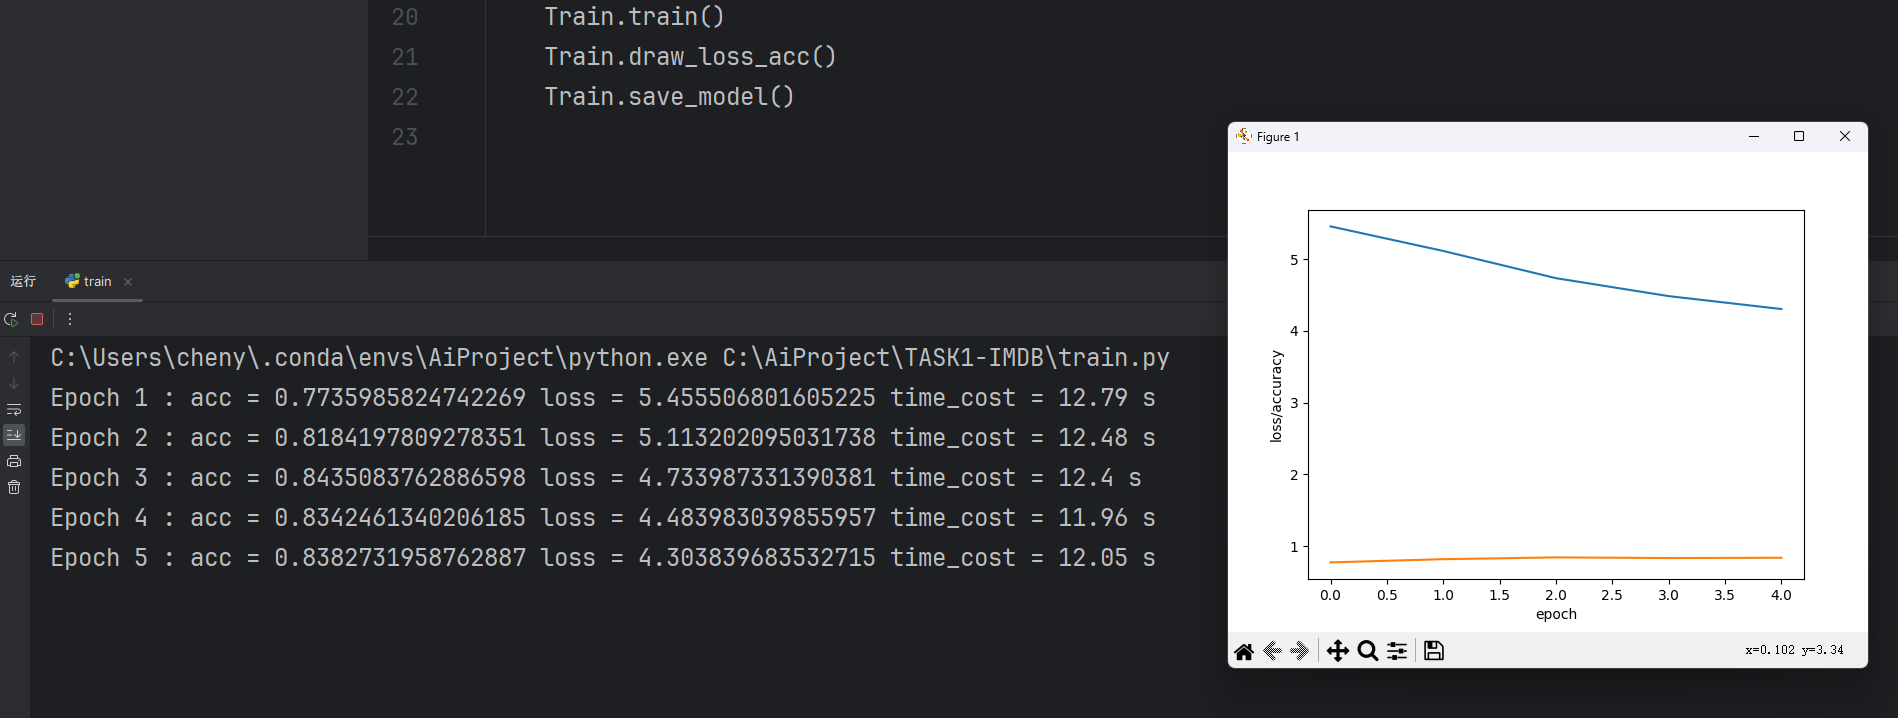 20 Train.train()
21 Train.draw_loss_acc()
22 Train.save_model()
23
运行 train
C:\Users\cheny\.conda\envs\AiProject\python.exe C:\AiProject\TASK1-IMDB\train.py
Epoch 1 : acc = 0.7735985824742269 loss = 5.455506801605225 time_cost = 12.79 s
Epoch 2 : acc = 0.8184197809278351 loss = 5.113202095031738 time_cost = 12.48 s
Epoch 3 : acc = 0.8435083762886598 loss = 4.733987331390381 time_cost = 12.4 s
Epoch 4 : acc = 0.8342461340206185 loss = 4.483983039855957 time_cost = 11.96 s
Epoch 5 : acc = 0.8382731958762887 loss = 4.303839683532715 time_cost = 12.05 s
Figure 1
5
4
3
2
1
loss/accuracy
0.0 0.5 1.0 1.5 2.0 2.5 3.0 3.5 4.0
epoch
x=0.102 y=3.34